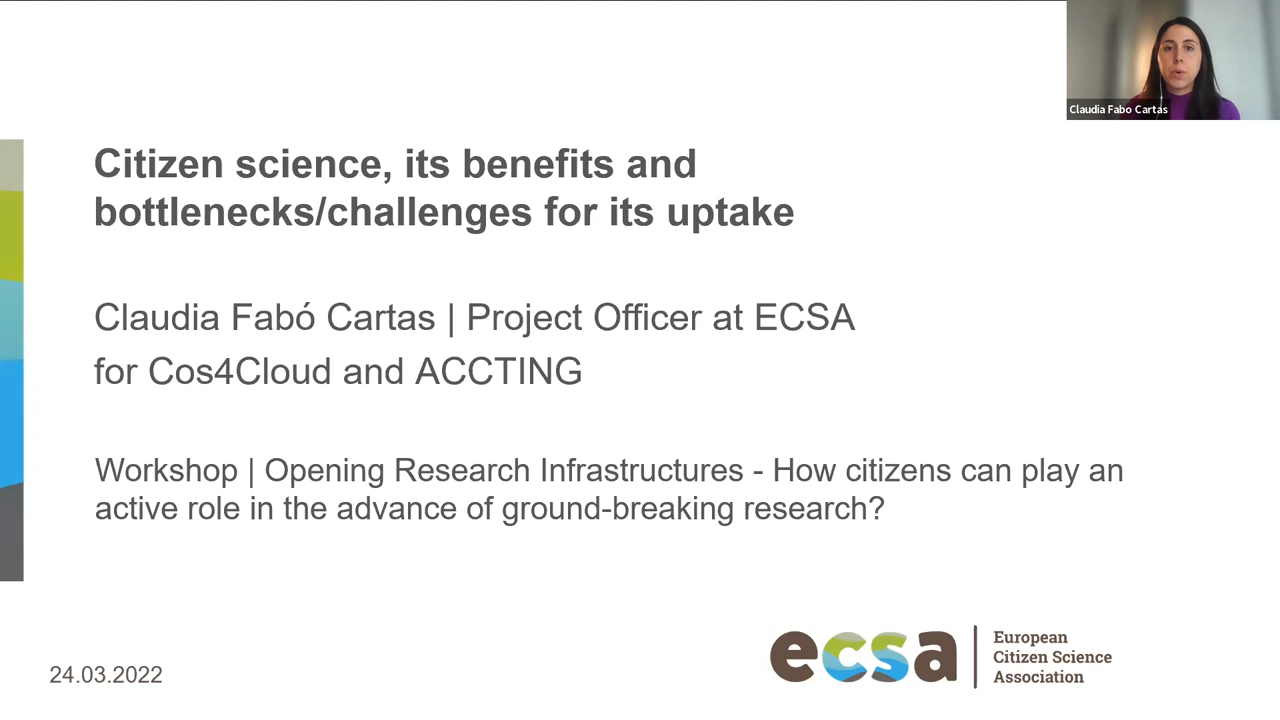 Claudia Fabo Cartas
Citizen science, its benefits and
bottlenecks/challenges for its uptake
Claudia Fabó Cartas | Project Officer at ECSA
for Cos4Cloud and ACCTING
Workshop | Opening Research Infrastructures - How citizens can play an
active role in the advance of ground-breaking research?
24.03.2022
ecsa
European
Citizen Science
Association